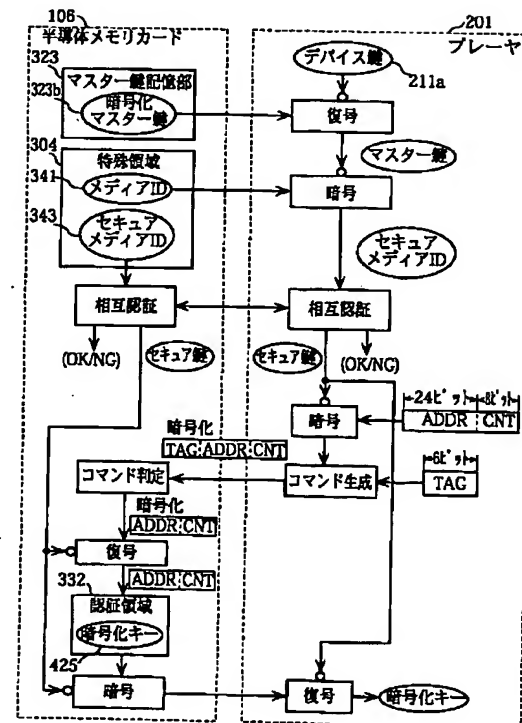 106
半導体メモリカード
201
プレーヤ
323
マスター鍵記憶部
323b
暗号化
マスター鍵
デバイス鍵
211a
復号
マスター鍵
304
特殊領域
341
メディアID
暗号
343
セキュア
メディアID
セキュア
メディアID
相互認証
相互認証
(OK/NG)
セキュア鍵
セキュア鍵
(OK/NG)
24ビット
8ビット
暗号
ADDR
CNT
暗号化
TAG
ADDR
CNT
6ビット
コマンド判定
コマンド生成
TAG
暗号化
ADDR
CNT
復号
ADDR
CNT
332
認証領域
暗号化キー
425
暗号
復号
暗号化キー